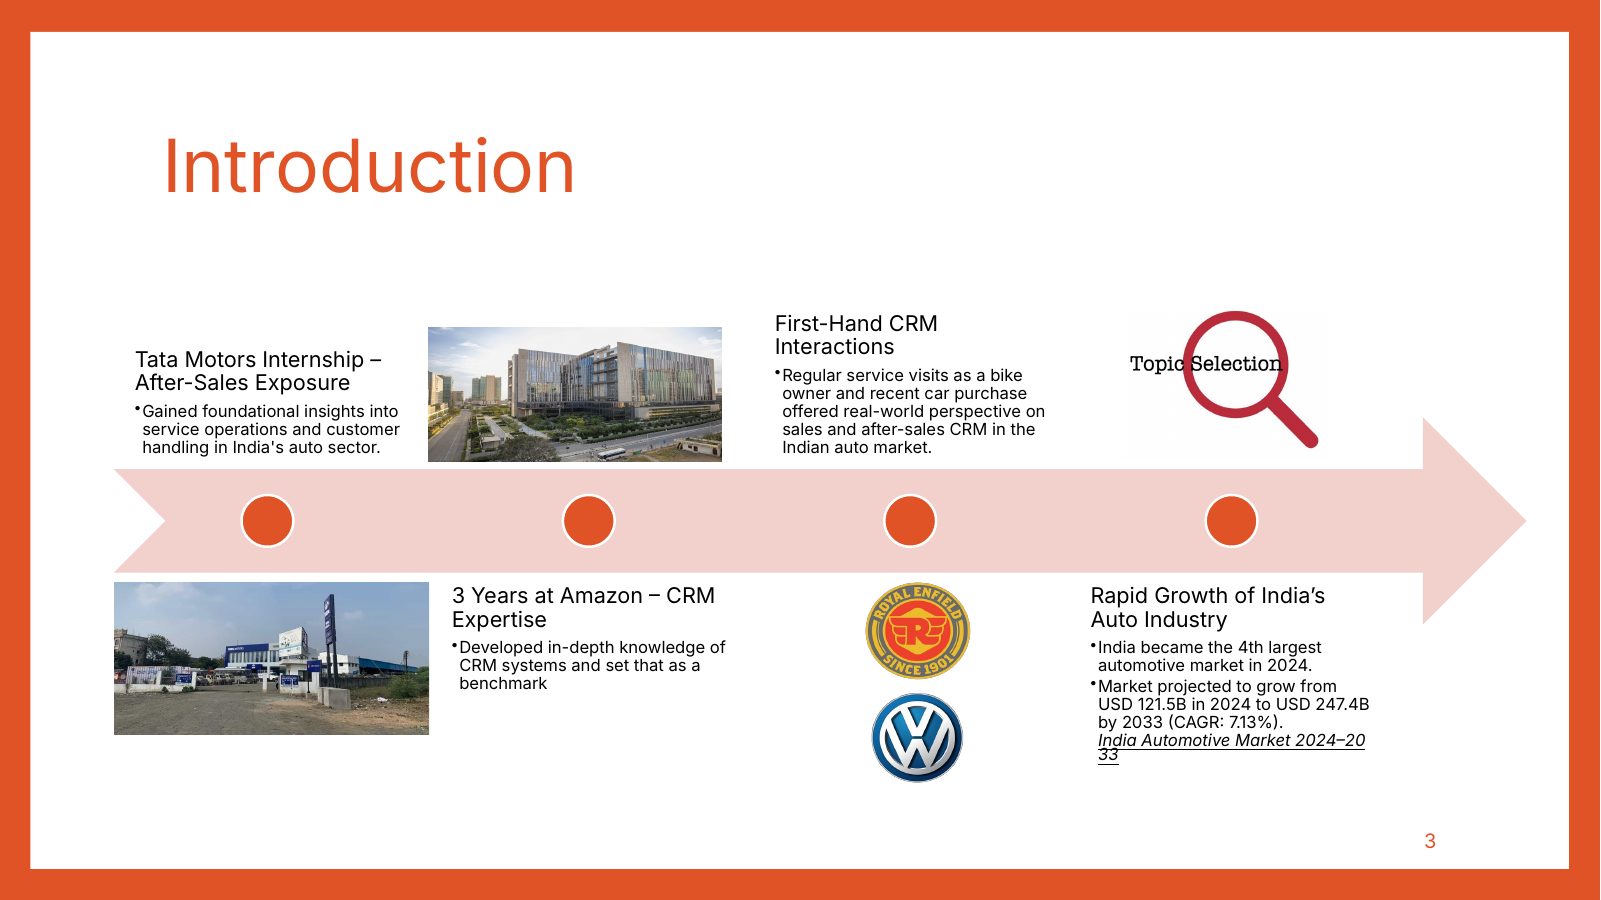 Introduction
Tata Motors Internship –
After-Sales Exposure
•Gained foundational insights into
service operations and customer
handling in India's auto sector.
First-Hand CRM
Interactions
•Regular service visits as a bike
owner and recent car purchase
offered real-world perspective on
sales and after-sales CRM in the
Indian auto market.
Topic Selection
3 Years at Amazon – CRM
Expertise
•Developed in-depth knowledge of
CRM systems and set that as a
benchmark
ROYAL ENFIELD
R
SINCE 1901
VW
Rapid Growth of India’s
Auto Industry
•India became the 4th largest
automotive market in 2024.
•Market projected to grow from
USD 121.5B in 2024 to USD 247.4B
by 2033 (CAGR: 7.13%).
India Automotive Market 2024–20
33
3